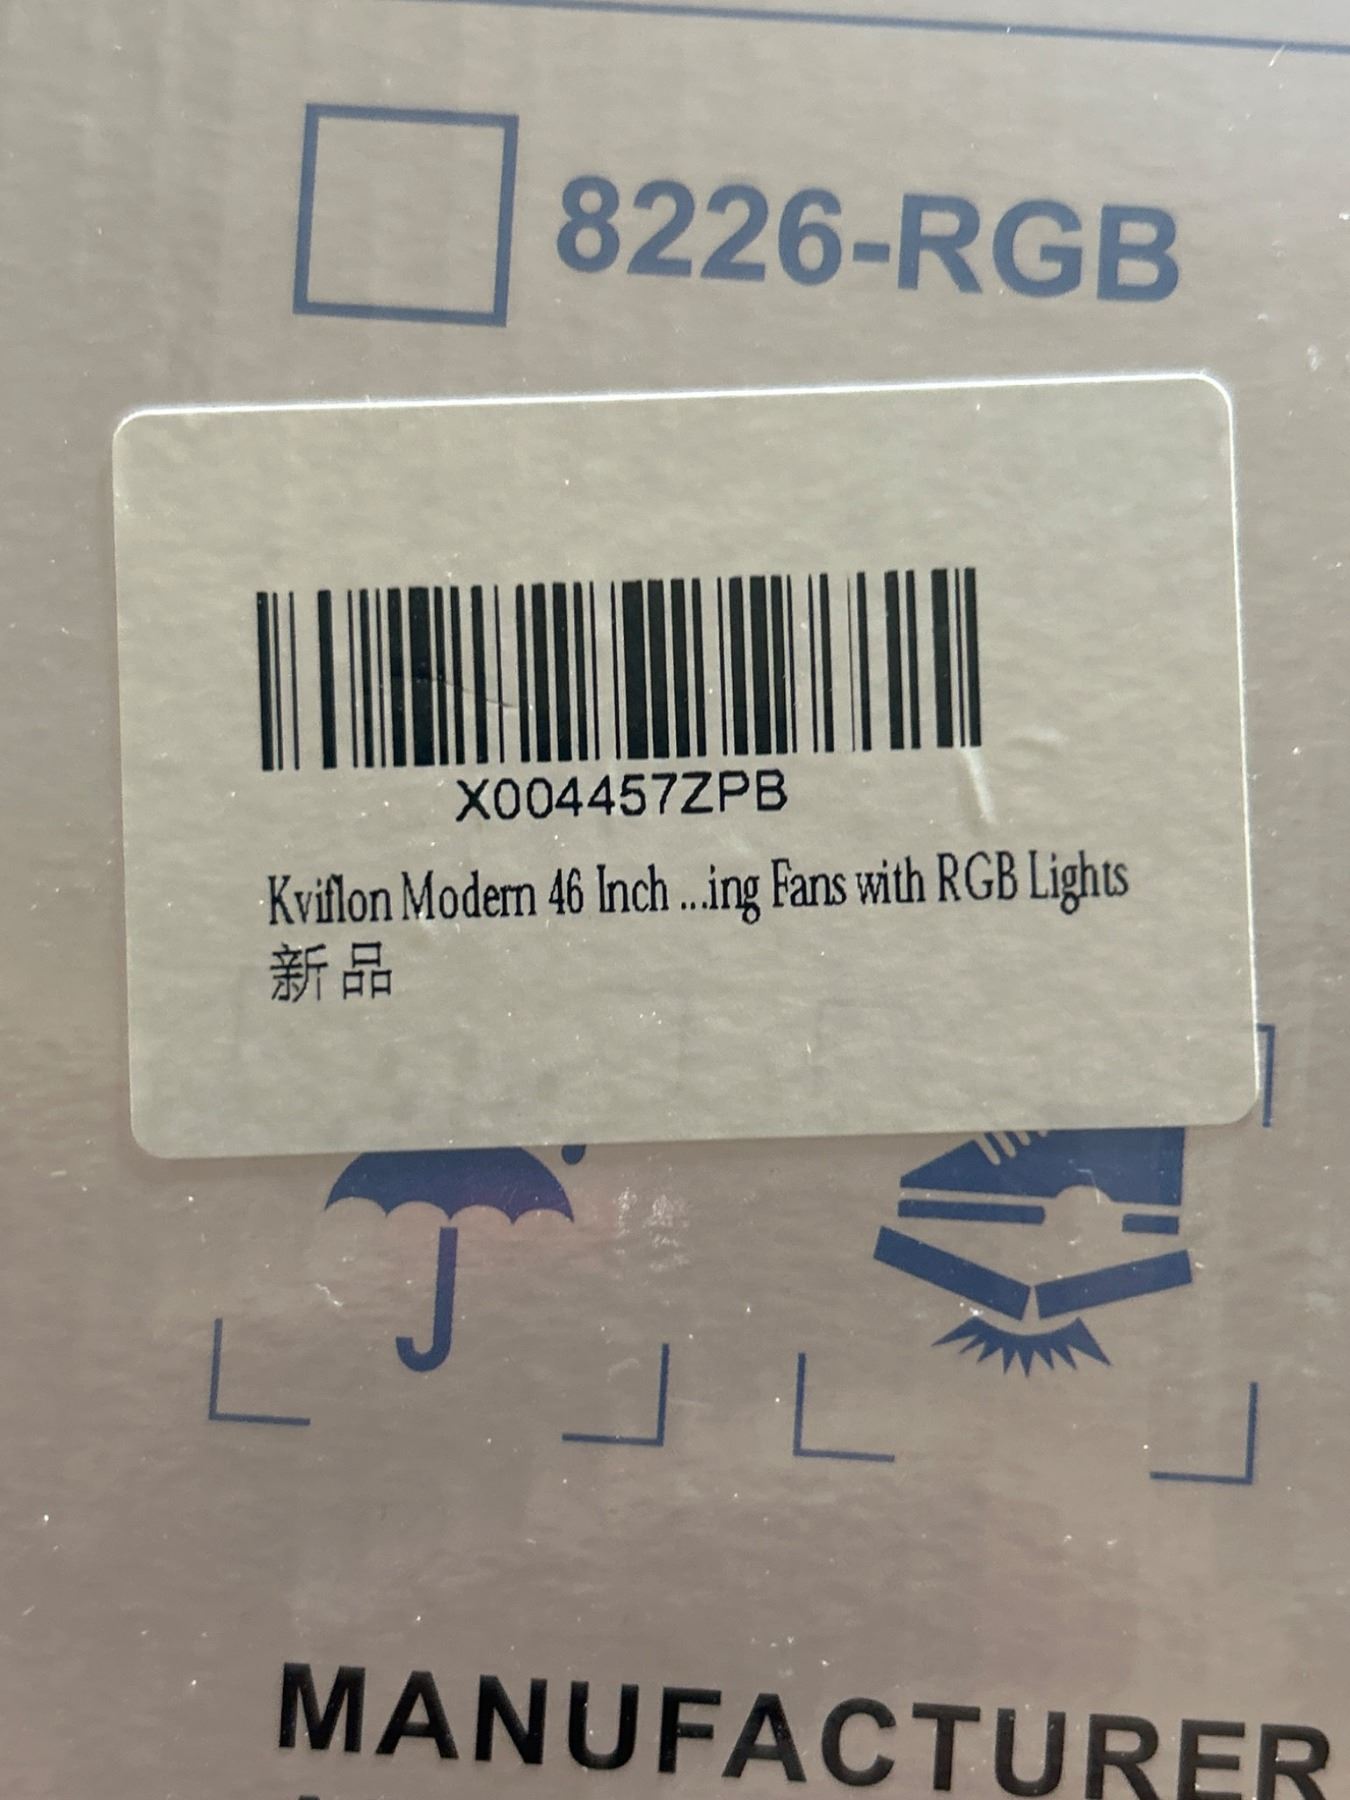 8226-RGB
X004457ZPB
Kviflon Modern 46 Inch ...ing Fans with RGB Lights
新品
MANUFACTURER